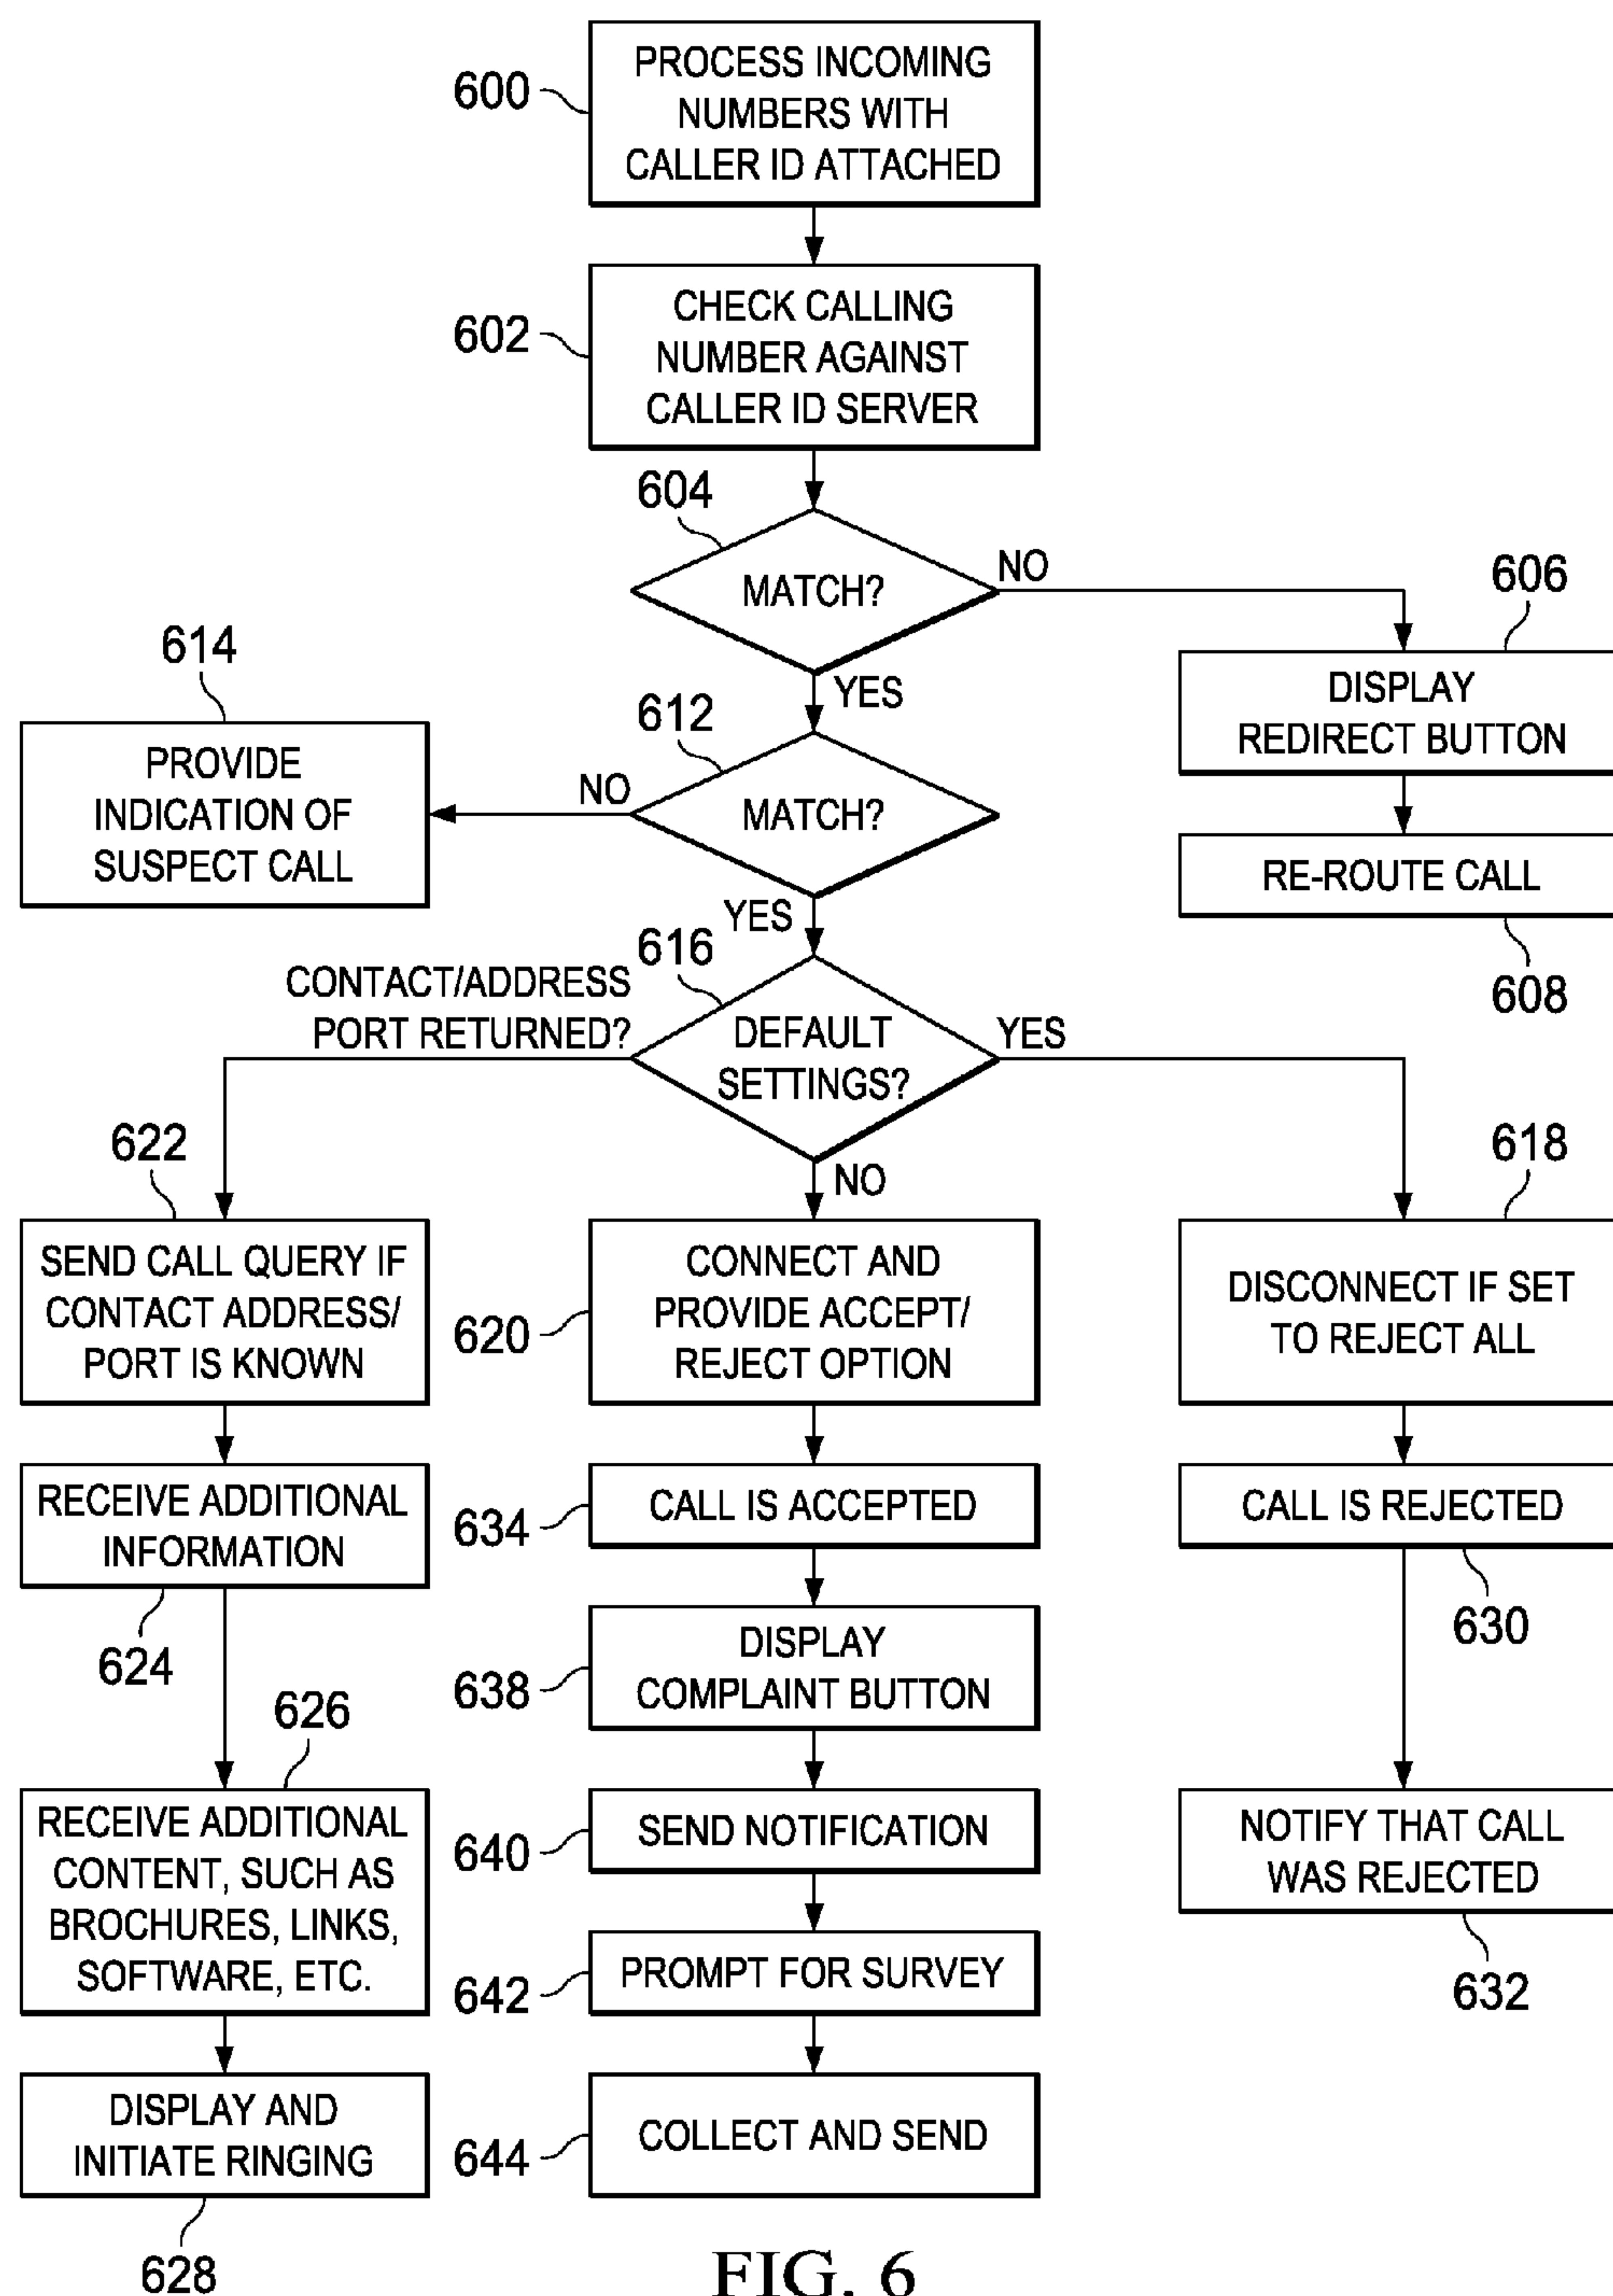 600
PROCESS INCOMING
NUMBERS WITH
CALLER ID ATTACHED
602
CHECK CALLING
NUMBER AGAINST
CALLER ID SERVER
604
MATCH?
NO
YES
606
DISPLAY
REDIRECT BUTTON
RE-ROUTE CALL
608
612
MATCH?
NO
YES
614
PROVIDE
INDICATION OF
SUSPECT CALL
616
DEFAULT
SETTINGS?
CONTACT/ADDRESS
PORT RETURNED?
YES
NO
622
SEND CALL QUERY IF
CONTACT ADDRESS/
PORT IS KNOWN
RECEIVE ADDITIONAL
INFORMATION
624
626
RECEIVE ADDITIONAL
CONTENT, SUCH AS
BROCHURES, LINKS,
SOFTWARE, ETC.
DISPLAY AND
INITIATE RINGING
628
620
CONNECT AND
PROVIDE ACCEPT/
REJECT OPTION
634
CALL IS ACCEPTED
638
DISPLAY
COMPLAINT BUTTON
640
SEND NOTIFICATION
642
PROMPT FOR SURVEY
644
COLLECT AND SEND
618
DISCONNECT IF SET
TO REJECT ALL
CALL IS REJECTED
630
NOTIFY THAT CALL
WAS REJECTED
632
FIG. 6